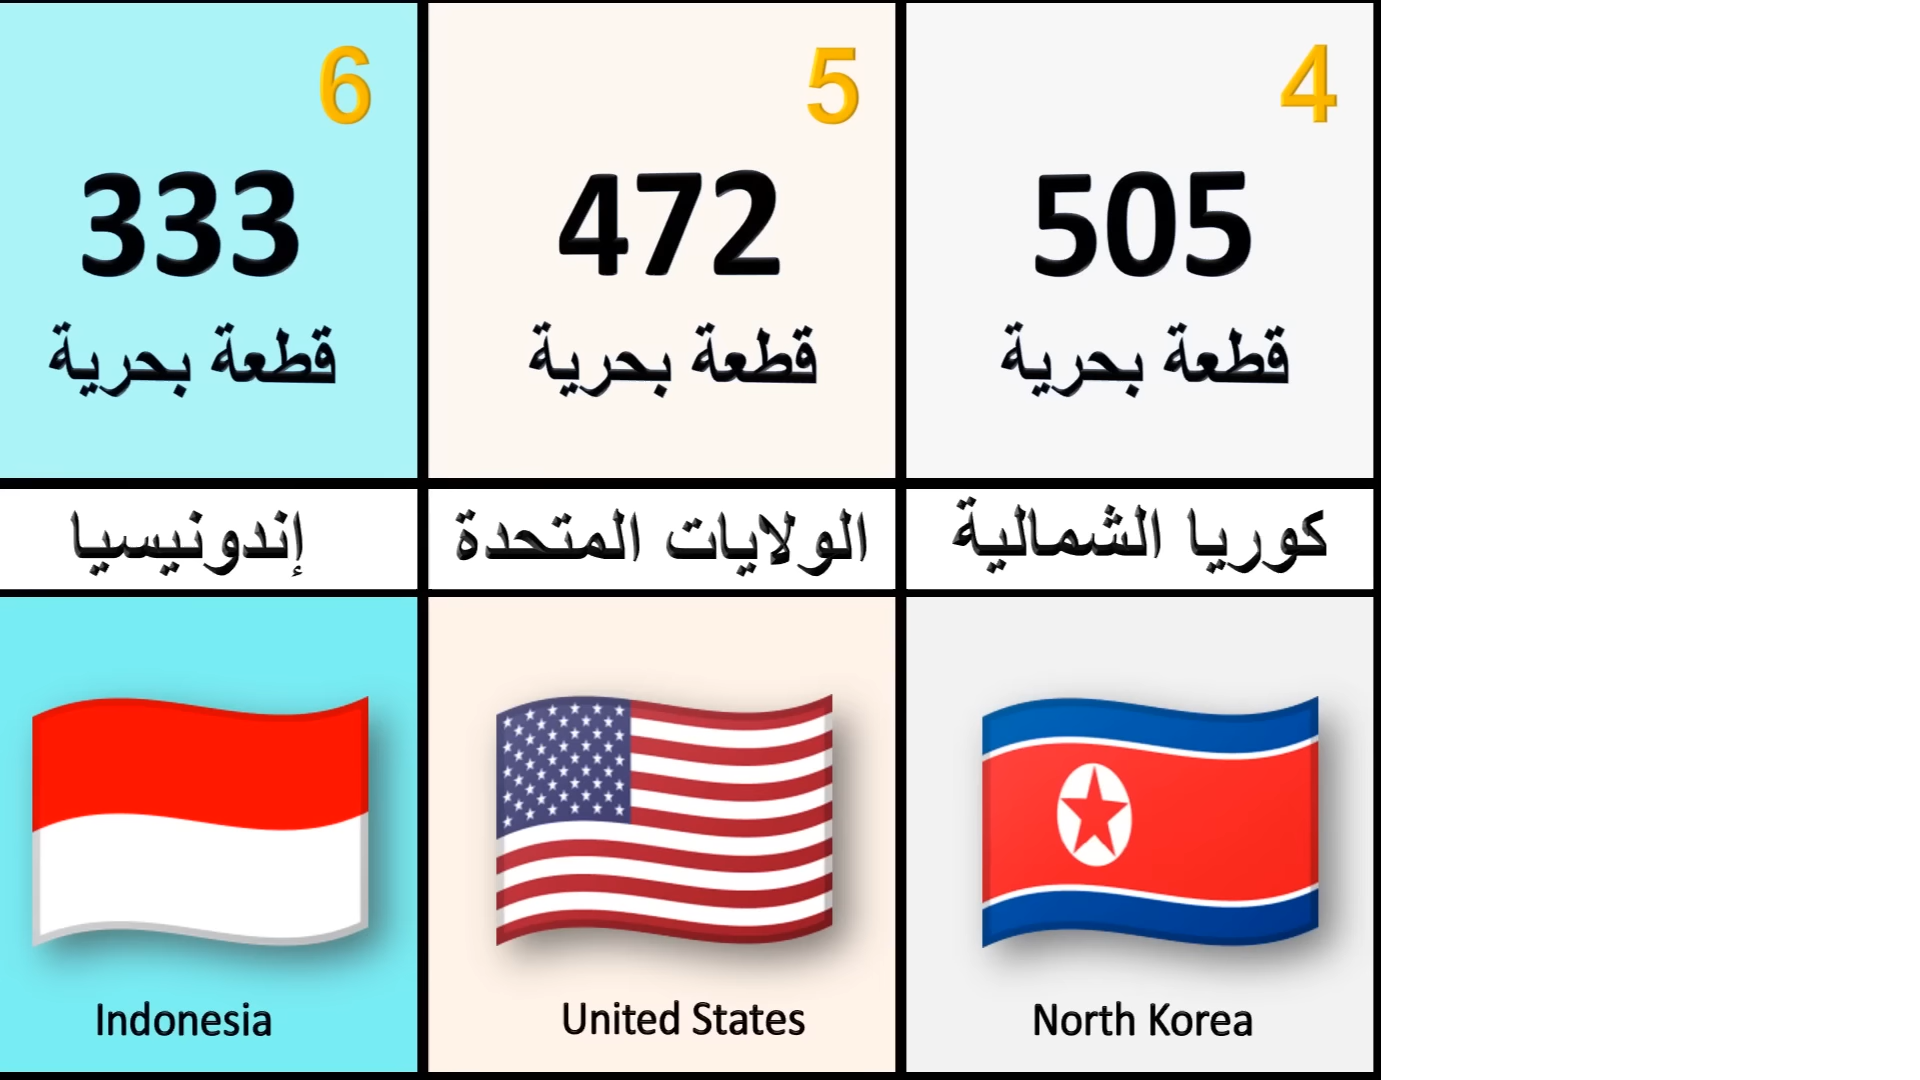 6
333
قطعة بحرية
إندونيسيا
Indonesia
5
472
قطعة بحرية
الولايات المتحدة
United States
4
505
قطعة بحرية
كوريا الشمالية
North Korea